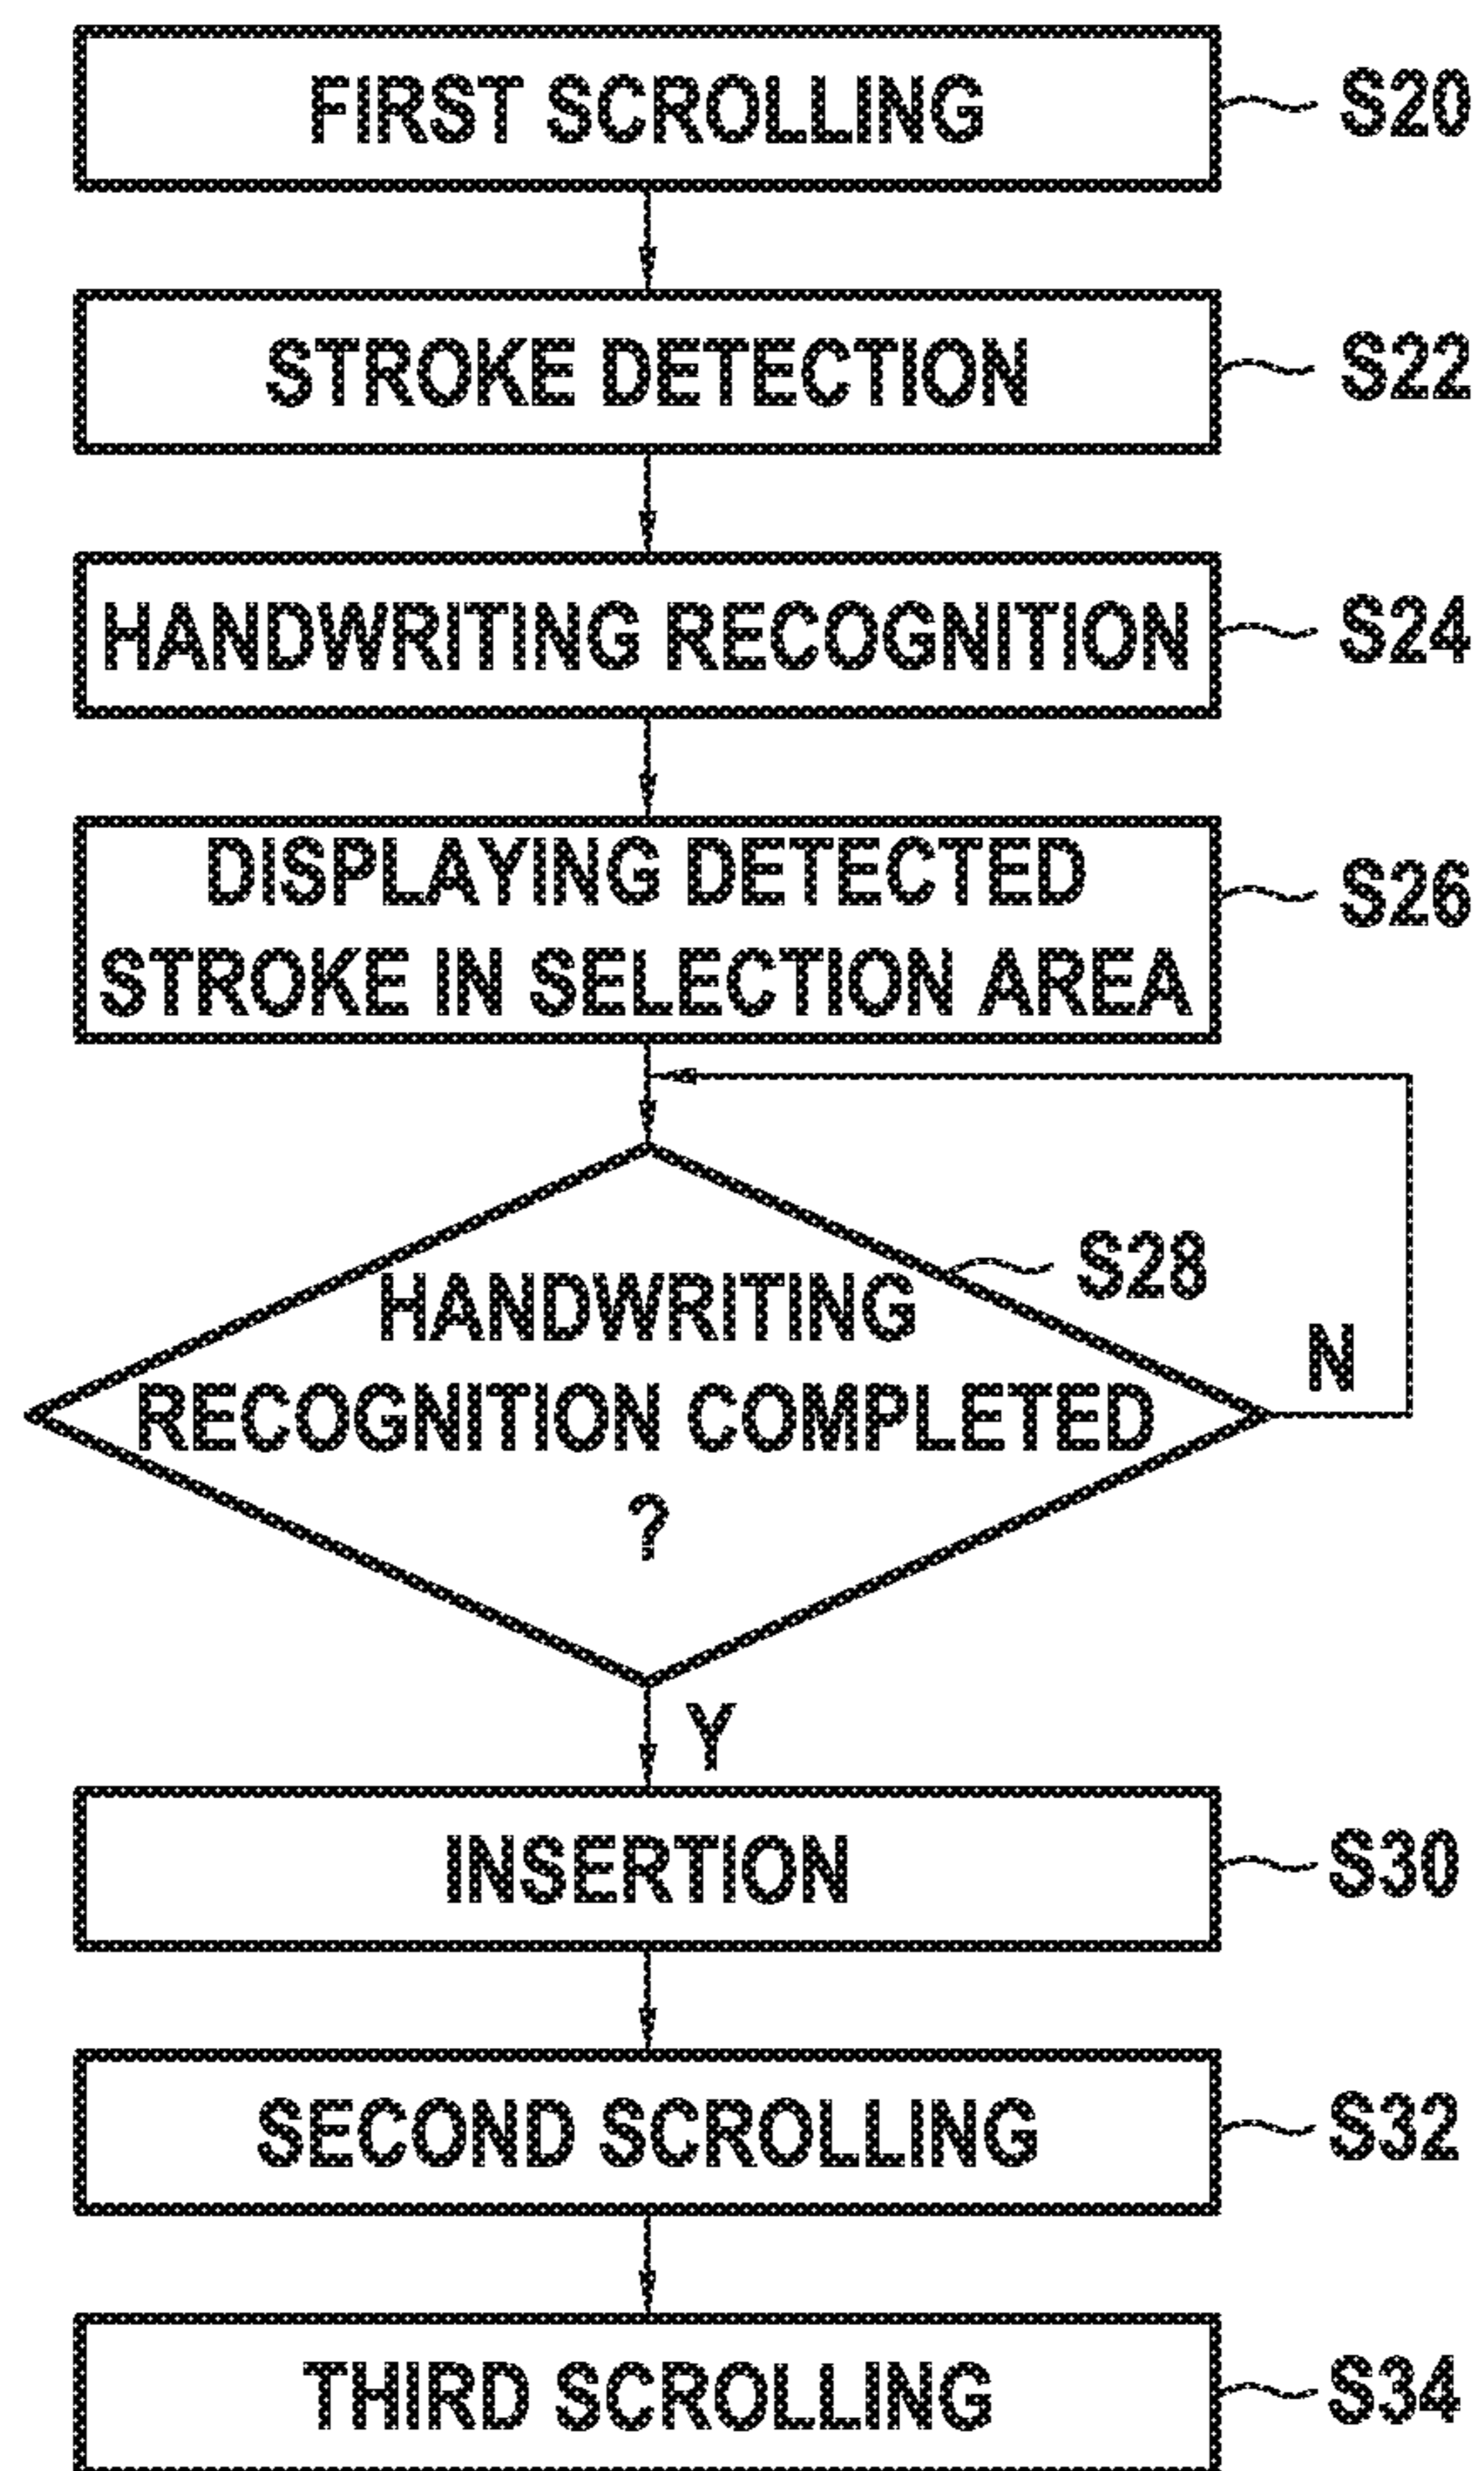 FIRST SCROLLING
S20
STROKE DETECTION
S22
HANDWRITING RECOGNITION
S24
DISPLAYING DETECTED
STROKE IN SELECTION AREA
S26
S28
HANDWRITING
RECOGNITION COMPLETED
?
N
Y
INSERTION
S30
SECOND SCROLLING
S32
THIRD SCROLLING
S34